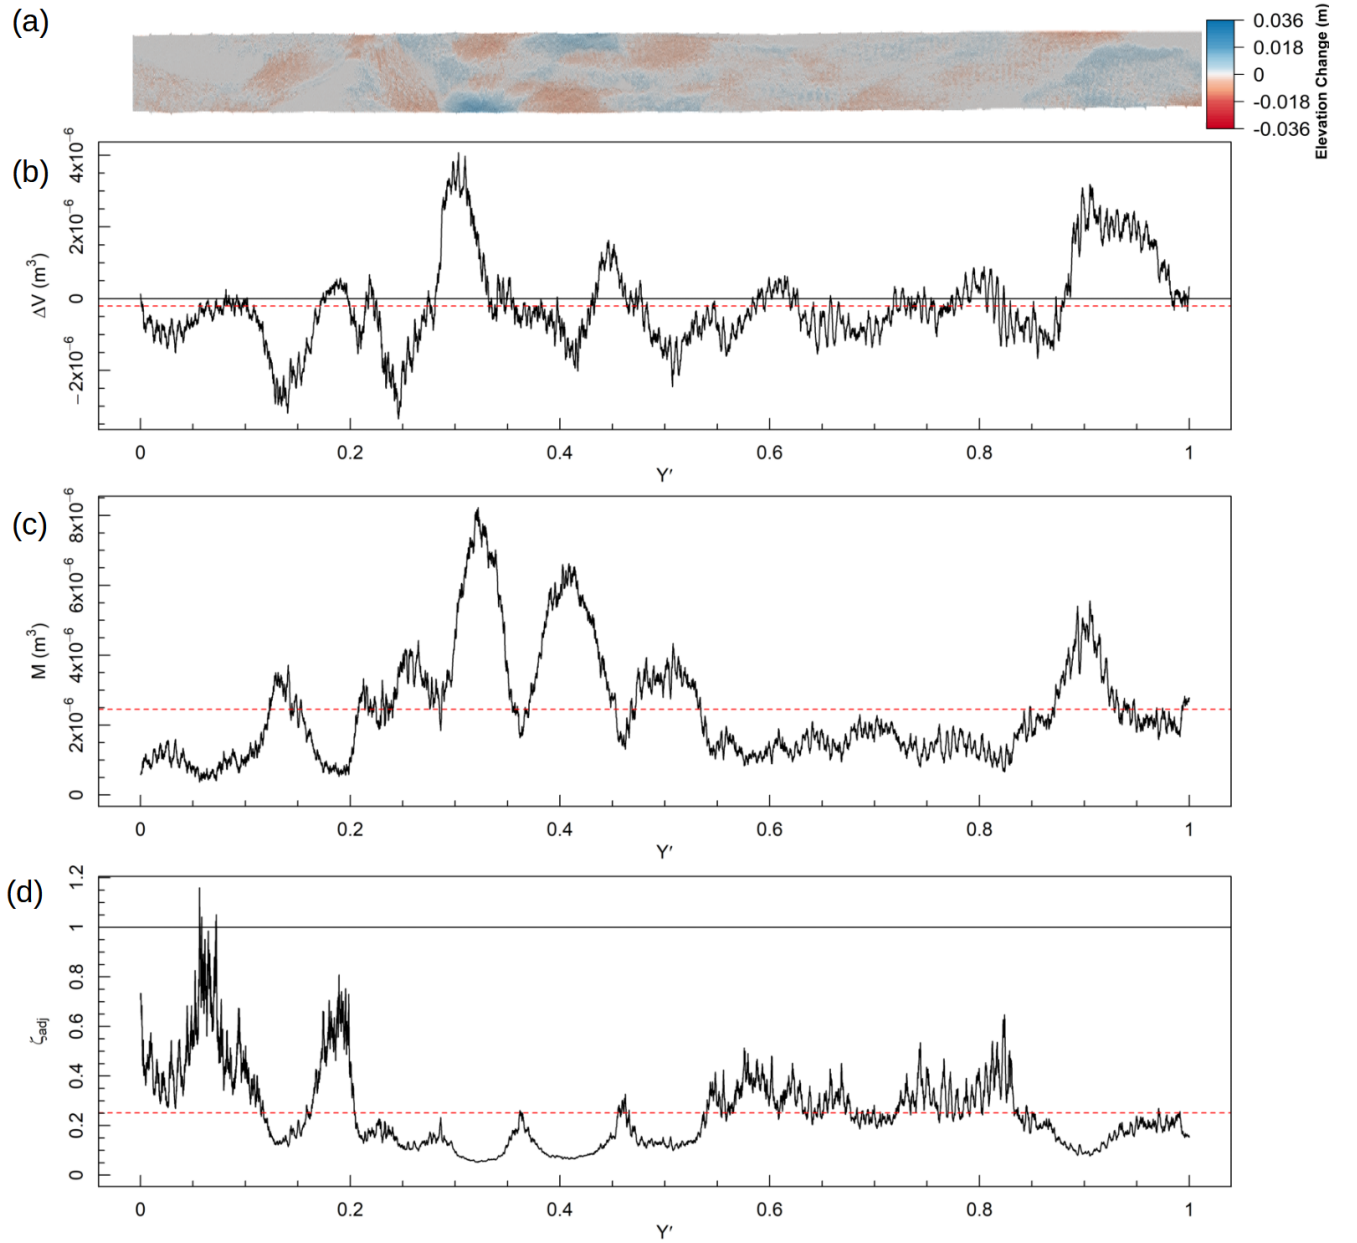 (a)
0.036
0.018
0
-0.018
-0.036
Elevation Change (m)
(b)
4x10⁻⁶
2x10⁻⁶
0
−2x10⁻⁶
ΔV (m³)
0 0.2 0.4 0.6 0.8 1
Y′
(c)
8x10⁻⁶
6x10⁻⁶
4x10⁻⁶
2x10⁻⁶
0
M (m³)
0 0.2 0.4 0.6 0.8 1
Y′
(d)
1.2
1
0.8
0.6
0.4
0.2
0
ζadj
0 0.2 0.4 0.6 0.8 1
Y′